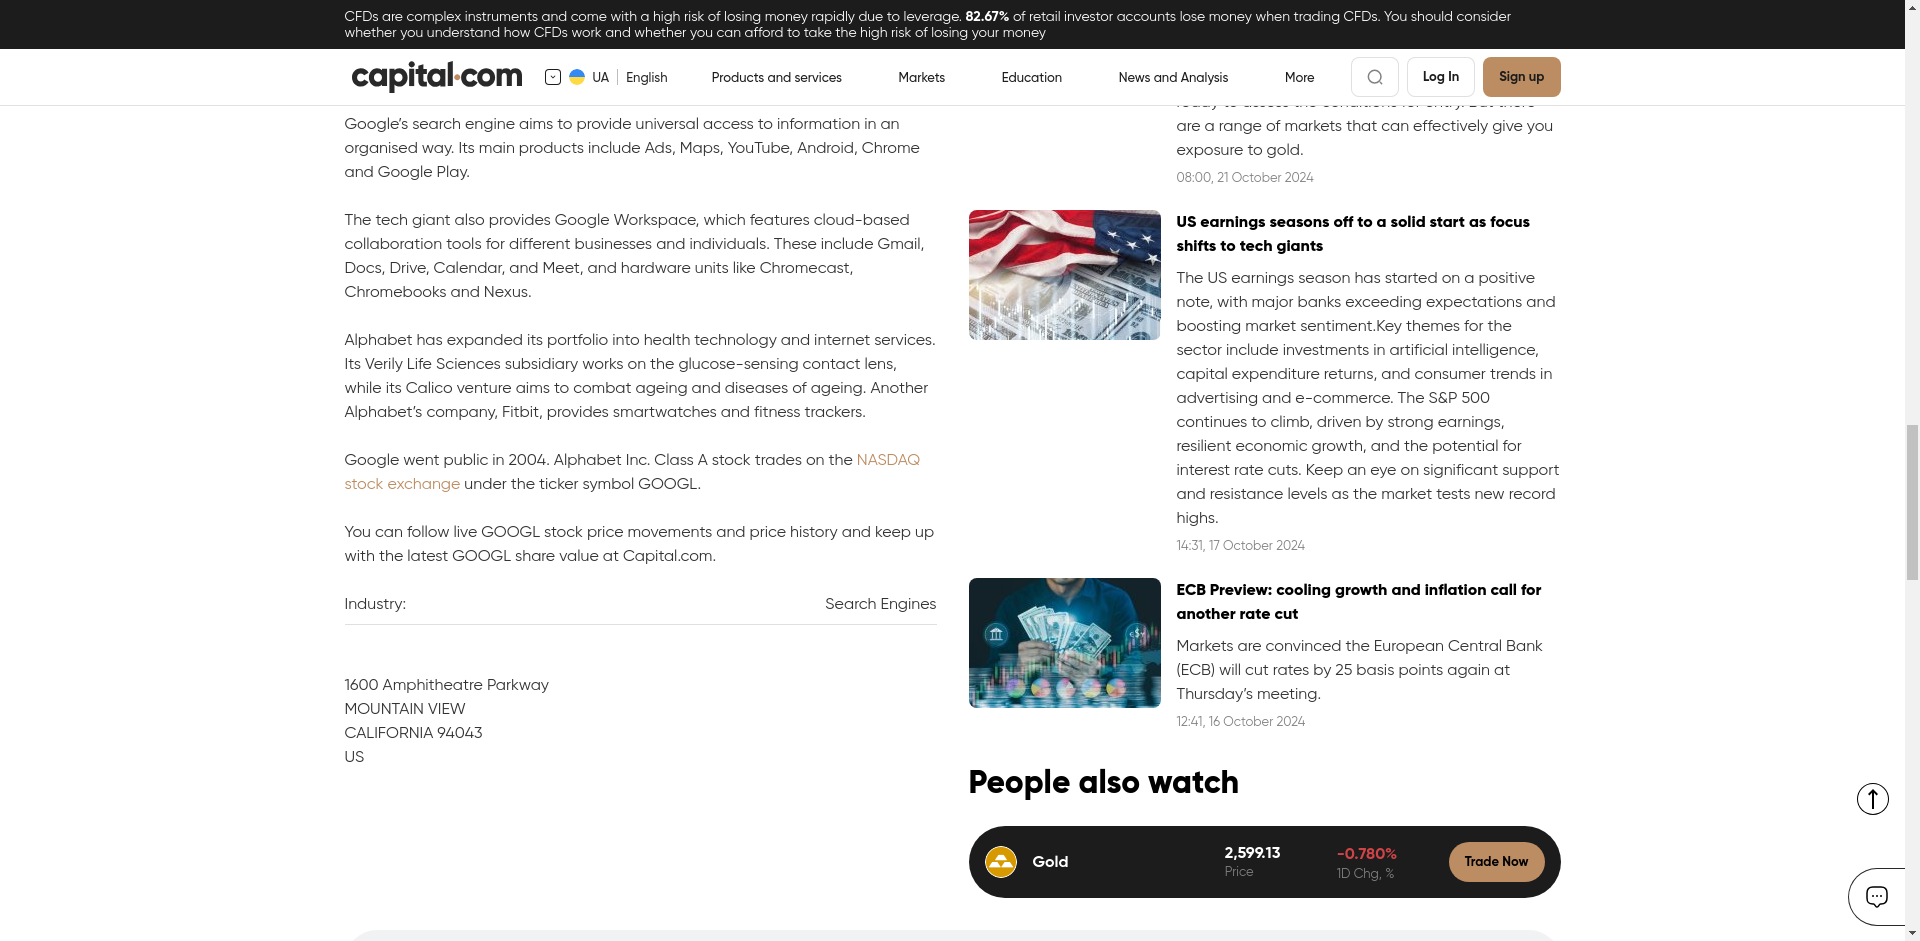 CFDs are complex instruments and come with a high risk of losing money rapidly due to leverage. 82.67% of retail investor accounts lose money when trading CFDs. You should consider
whether you understand how CFDs work and whether you can afford to take the high risk of losing your money
capital.com
UA
English
Products and services
Markets
Education
News and Analysis
More
Log In
Sign up
Google’s search engine aims to provide universal access to information in an
organised way. Its main products include Ads, Maps, YouTube, Android, Chrome
and Google Play.
The tech giant also provides Google Workspace, which features cloud-based
collaboration tools for different businesses and individuals. These include Gmail,
Docs, Drive, Calendar, and Meet, and hardware units like Chromecast,
Chromebooks and Nexus.
Alphabet has expanded its portfolio into health technology and internet services.
Its Verily Life Sciences subsidiary works on the glucose-sensing contact lens,
while its Calico venture aims to combat ageing and diseases of ageing. Another
Alphabet’s company, Fitbit, provides smartwatches and fitness trackers.
Google went public in 2004. Alphabet Inc. Class A stock trades on the NASDAQ
stock exchange under the ticker symbol GOOGL.
You can follow live GOOGL stock price movements and price history and keep up
with the latest GOOGL share value at Capital.com.
Industry:
Search Engines
1600 Amphitheatre Parkway
MOUNTAIN VIEW
CALIFORNIA 94043
US
ready to assess the conditions for entry. But there
are a range of markets that can effectively give you
exposure to gold.
08:00, 21 October 2024
US earnings seasons off to a solid start as focus
shifts to tech giants
The US earnings season has started on a positive
note, with major banks exceeding expectations and
boosting market sentiment.Key themes for the
sector include investments in artificial intelligence,
capital expenditure returns, and consumer trends in
advertising and e-commerce. The S&P 500
continues to climb, driven by strong earnings,
resilient economic growth, and the potential for
interest rate cuts. Keep an eye on significant support
and resistance levels as the market tests new record
highs.
14:31, 17 October 2024
ECB Preview: cooling growth and inflation call for
another rate cut
Markets are convinced the European Central Bank
(ECB) will cut rates by 25 basis points again at
Thursday’s meeting.
12:41, 16 October 2024
People also watch
Gold
2,599.13
Price
-0.780%
1D Chg, %
Trade Now